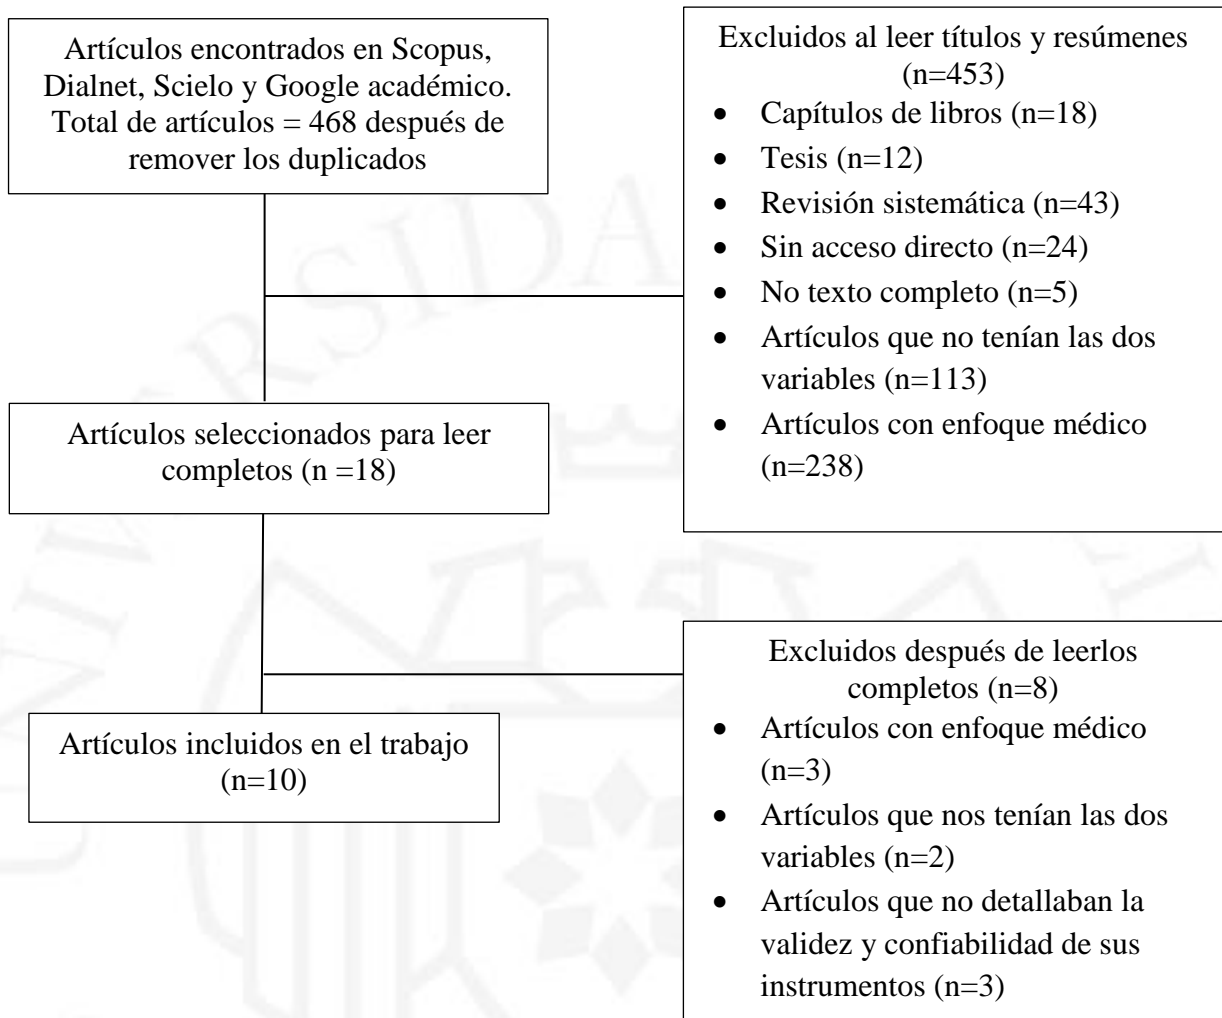 Artículos encontrados en Scopus,
Dialnet, Scielo y Google académico.
Total de artículos = 468 después de
remover los duplicados
Excluidos al leer títulos y resúmenes
(n=453)
• Capítulos de libros (n=18)
• Tesis (n=12)
• Revisión sistemática (n=43)
• Sin acceso directo (n=24)
• No texto completo (n=5)
• Artículos que no tenían las dos
variables (n=113)
• Artículos con enfoque médico
(n=238)
Artículos seleccionados para leer
completos (n =18)
Excluidos después de leerlos
completos (n=8)
• Artículos con enfoque médico
(n=3)
• Artículos que nos tenían las dos
variables (n=2)
• Artículos que no detallaban la
validez y confiabilidad de sus
instrumentos (n=3)
Artículos incluidos en el trabajo
(n=10)